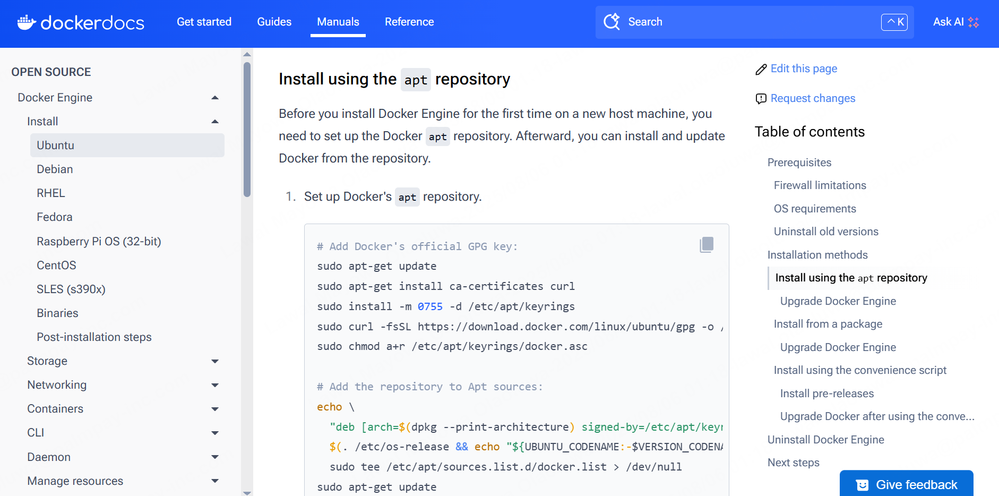 dockerdocs
Get started
Guides
Manuals
Reference
Search
^ K
Ask AI
OPEN SOURCE
Docker Engine
Install
Ubuntu
Debian
RHEL
Fedora
Raspberry Pi OS (32-bit)
CentOS
SLES (s390x)
Binaries
Post-installation steps
Storage
Networking
Containers
CLI
Daemon
Manage resources
Install using the apt repository
Before you install Docker Engine for the first time on a new host machine, you
need to set up the Docker apt repository. Afterward, you can install and update
Docker from the repository.
1. Set up Docker's apt repository.
# Add Docker's official GPG key:
sudo apt-get update
sudo apt-get install ca-certificates curl
sudo install -m 0755 -d /etc/apt/keyrings
sudo curl -fsSL https://download.docker.com/linux/ubuntu/gpg -o /
sudo chmod a+r /etc/apt/keyrings/docker.asc
# Add the repository to Apt sources:
echo \
"deb [arch=$(dpkg --print-architecture) signed-by=/etc/apt/keyr
$(. /etc/os-release && echo "${UBUNTU_CODENAME:-$VERSION_CODENA
sudo tee /etc/apt/sources.list.d/docker.list > /dev/null
sudo apt-get update
Edit this page
Request changes
Table of contents
Prerequisites
Firewall limitations
OS requirements
Uninstall old versions
Installation methods
Install using the apt repository
Upgrade Docker Engine
Install from a package
Upgrade Docker Engine
Install using the convenience script
Install pre-releases
Upgrade Docker after using the conve...
Uninstall Docker Engine
Next steps
Give feedback